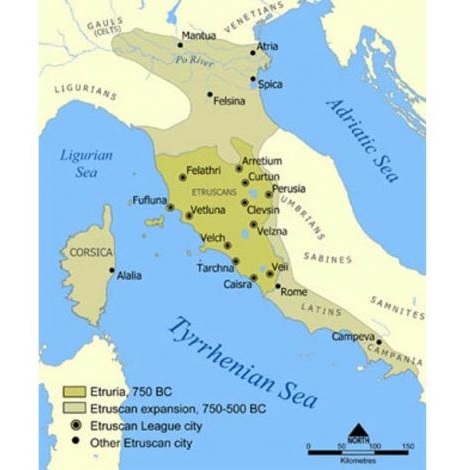 GAULS
(CELTS)
VENETIANS
Mantua
Atria
Po River
Spica
Felsina
LIGURIANS
Adriatic Sea
Ligurian
Sea
Felathri
Arretium
Curtun
ETRUSCANS
Perusia
Fufluna
Vetluna
Clevsin
UMBRIANS
Velzna
Velch
CORSICA
Alalia
Tarchna
Veii
SABINES
Caisra
Rome
LATINS
SAMNITES
Campeva
CAMPANIA
Tyrrhenian Sea
Etruria, 750 BC
Etruscan expansion, 750-500 BC
Etruscan League city
Other Etruscan city
NORTH
0 50 100 150
Kilometres